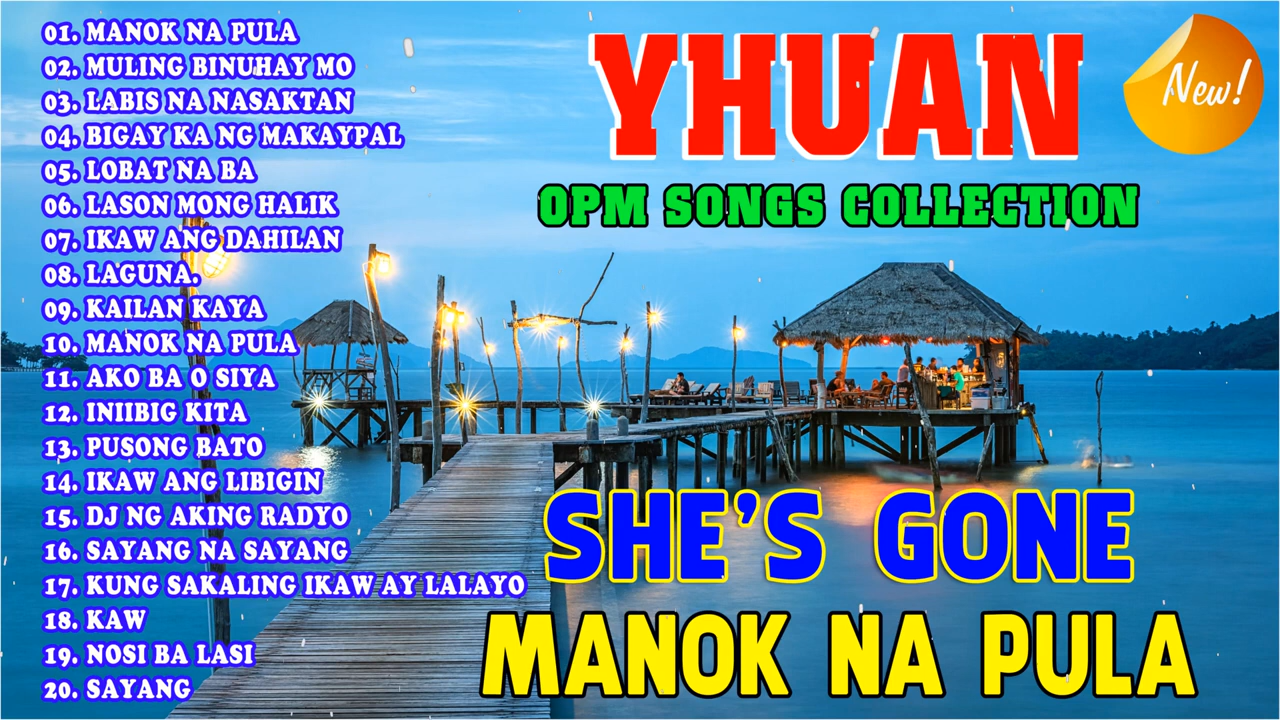 01. MANOK NA PULA
02. MULING BINUHAY MO
03. LABIS NA NASAKTAN
04. BIGAY KA NG MAKAYPAL
05. LOBAT NA BA
06. LASON MONG HALIK
07. IKAW ANG DAHILAN
08. LAGUNA.
09. KAILAN KAYA
10. MANOK NA PULA
11. AKO BA O SIYA
12. INIIBIG KITA
13. PUSONG BATO
14. IKAW ANG LIBIGIN
15. DJ NG AKING RADYO
16. SAYANG NA SAYANG
17. KUNG SAKALING IKAW AY LALAYO
18. KAW
19. NOSI BA LASI
20. SAYANG
YHUAN
New!
OPM SONGS COLLECTION
SHE'S GONE
MANOK NA PULA